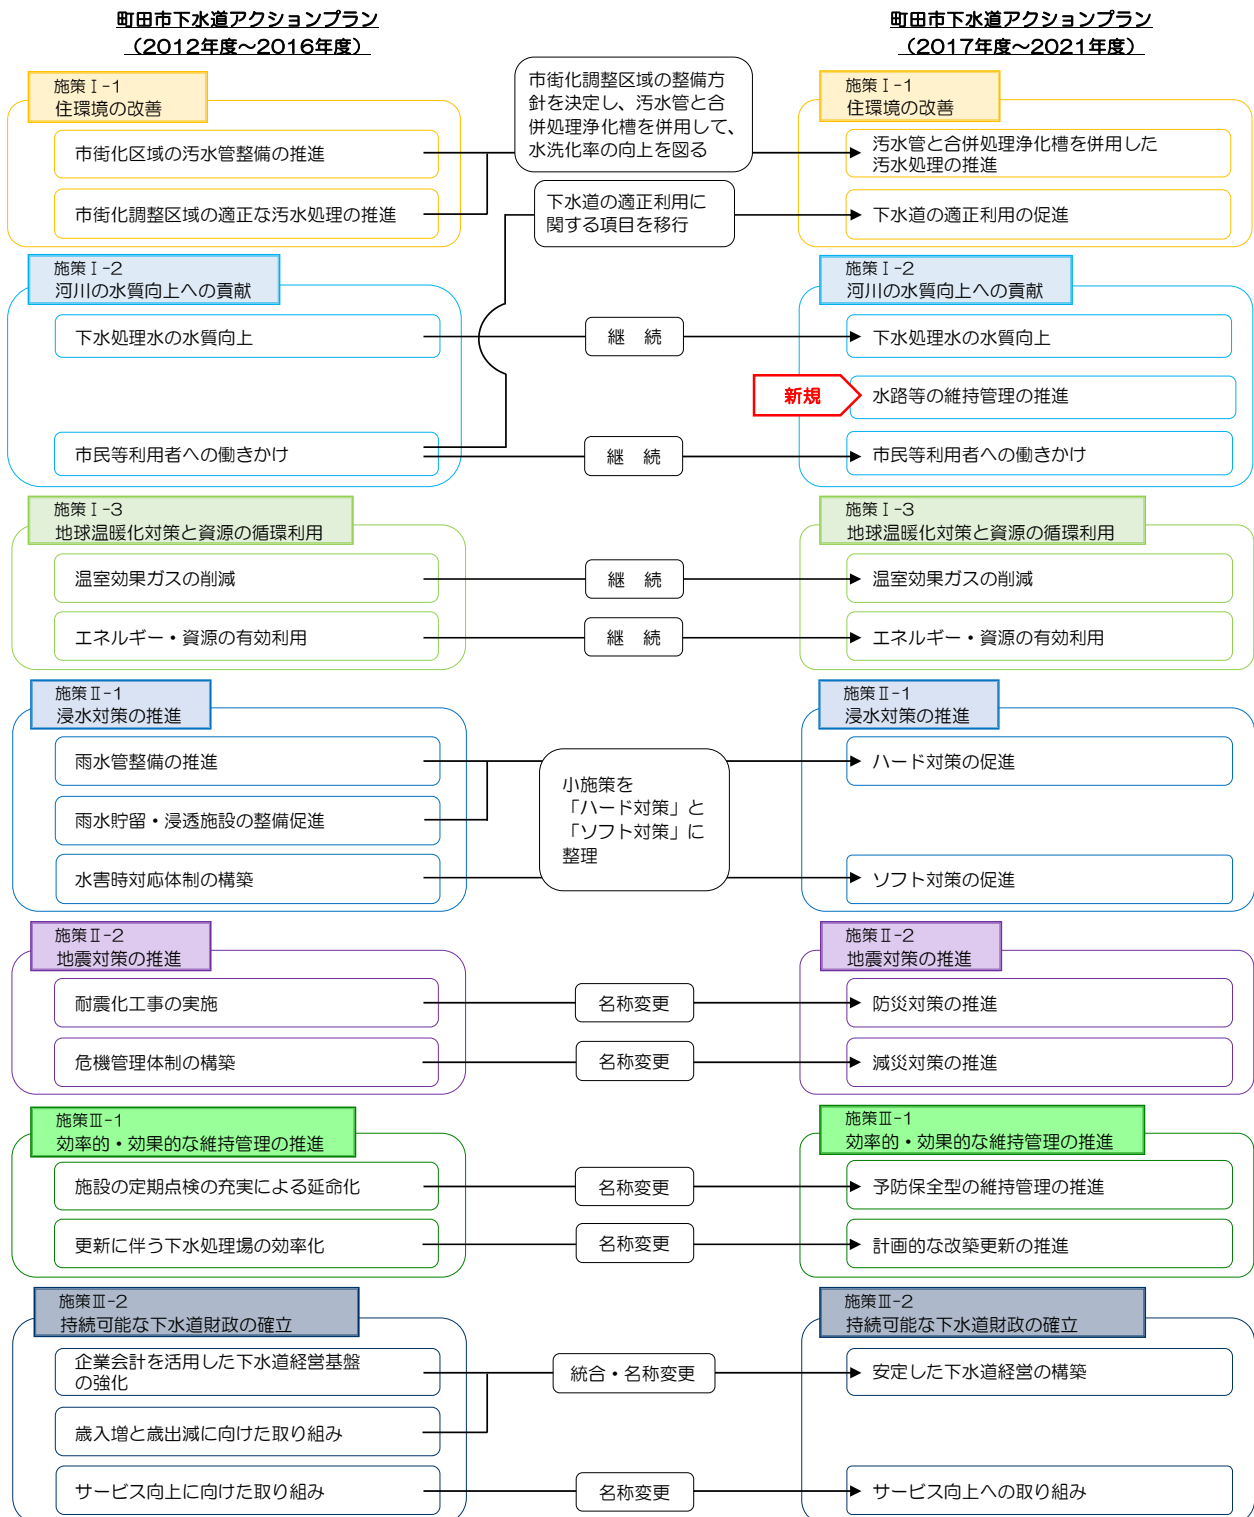 町田市下水道アクションプラン
（2012年度～2016年度）
町田市下水道アクションプラン
（2017年度～2021年度）
施策Ⅰ-1
住環境の改善
市街化区域の汚水管整備の推進
市街化調整区域の適正な汚水処理の推進
市街化調整区域の整備方
針を決定し、汚水管と合
併処理浄化槽を併用して、
水洗化率の向上を図る
下水道の適正利用に
関する項目を移行
施策Ⅰ-1
住環境の改善
汚水管と合併処理浄化槽を併用した
汚水処理の推進
下水道の適正利用の促進
施策Ⅰ-2
河川の水質向上への貢献
下水処理水の水質向上
市民等利用者への働きかけ
継　続
継　続
施策Ⅰ-2
河川の水質向上への貢献
下水処理水の水質向上
新規
水路等の維持管理の推進
市民等利用者への働きかけ
施策Ⅰ-3
地球温暖化対策と資源の循環利用
温室効果ガスの削減
エネルギー・資源の有効利用
継　続
継　続
施策Ⅰ-3
地球温暖化対策と資源の循環利用
温室効果ガスの削減
エネルギー・資源の有効利用
施策Ⅱ-1
浸水対策の推進
雨水管整備の推進
雨水貯留・浸透施設の整備促進
水害時対応体制の構築
小施策を
「ハード対策」と
「ソフト対策」に
整理
施策Ⅱ-1
浸水対策の推進
ハード対策の促進
ソフト対策の促進
施策Ⅱ-2
地震対策の推進
耐震化工事の実施
危機管理体制の構築
名称変更
名称変更
施策Ⅱ-2
地震対策の推進
防災対策の推進
減災対策の推進
施策Ⅲ-1
効率的・効果的な維持管理の推進
施設の定期点検の充実による延命化
更新に伴う下水処理場の効率化
名称変更
名称変更
施策Ⅲ-1
効率的・効果的な維持管理の推進
予防保全型の維持管理の推進
計画的な改築更新の推進
施策Ⅲ-2
持続可能な下水道財政の確立
企業会計を活用した下水道経営基盤
の強化
歳入増と歳出減に向けた取り組み
サービス向上に向けた取り組み
統合・名称変更
名称変更
施策Ⅲ-2
持続可能な下水道財政の確立
安定した下水道経営の構築
サービス向上への取り組み